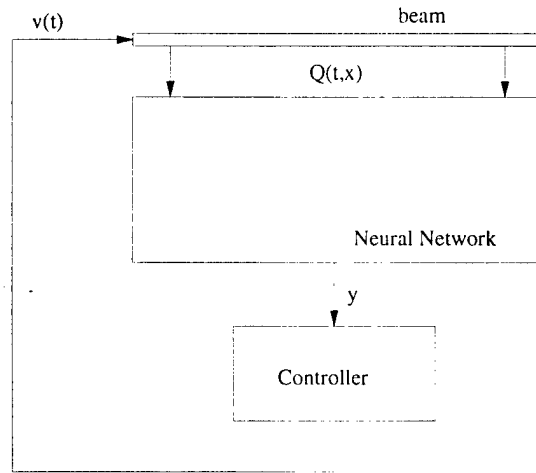 v(t)
beam
Q(t,x)
Neural Network
y
Controller